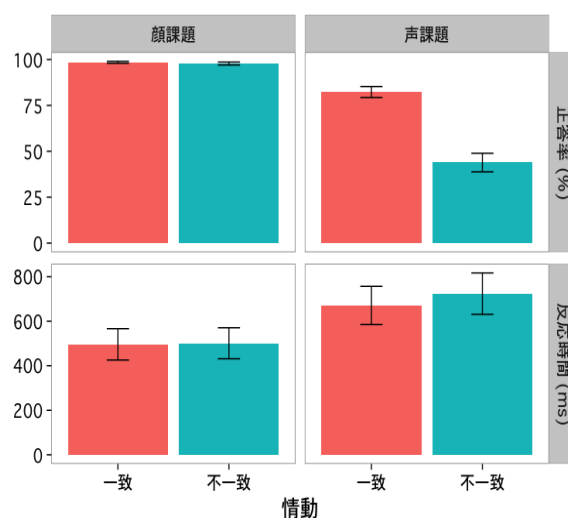 顔課題
声課題
100
75
50
25
0
正答率 (%)
800
600
400
200
0
反応時間 (ms)
一致
不一致
一致
不一致
情動